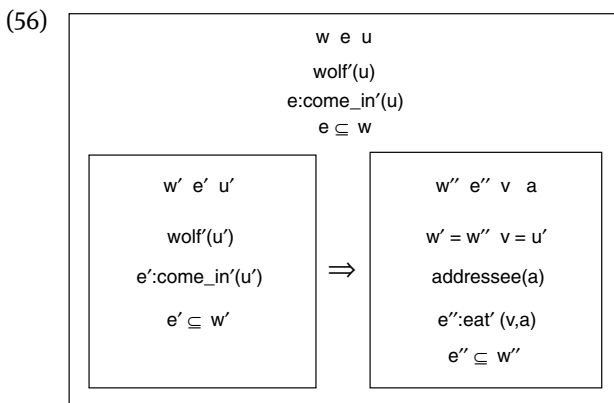 (56)
w e u
wolf′(u)
e:come_in′(u)
e ⊆ w
w′ e′ u′
wolf′(u′)
e′:come_in′(u′)
e′ ⊆ w′
⇒
w″ e″ v a
w′ = w″ v = u′
addressee(a)
e″:eat′ (v,a)
e″ ⊆ w″